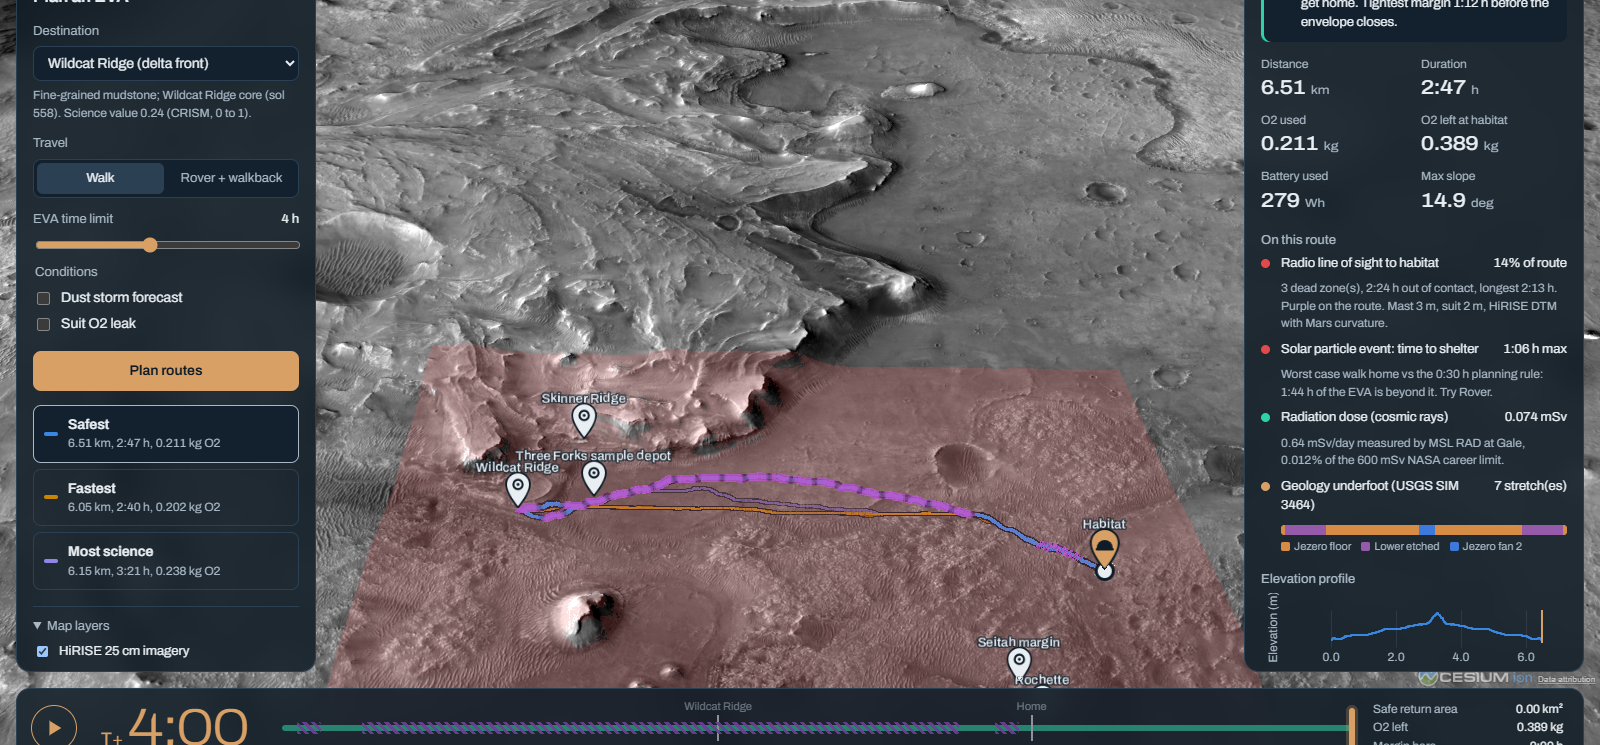 Destination
Wildcat Ridge (delta front)
Fine-grained mudstone; Wildcat Ridge core (sol
558). Science value 0.24 (CRISM, 0 to 1).
Travel
Walk
Rover + walkback
EVA time limit
4 h
Conditions
Dust storm forecast
Suit O2 leak
Plan routes
Safest
6.51 km, 2:47 h, 0.211 kg O2
Fastest
6.05 km, 2:40 h, 0.202 kg O2
Most science
6.15 km, 3:21 h, 0.238 kg O2
Map layers
HiRISE 25 cm imagery
Skinner Ridge
Three Forks sample depot
Wildcat Ridge
Habitat
Seitah margin
Rochette
get home. Tightest margin 1:12 h before the
envelope closes.
Distance
Duration
6.51 km
2:47 h
O2 used
O2 left at habitat
0.211 kg
0.389 kg
Battery used
Max slope
279 Wh
14.9 deg
On this route
Radio line of sight to habitat 14% of route
3 dead zone(s), 2:24 h out of contact, longest 2:13 h.
Purple on the route. Mast 3 m, suit 2 m, HiRISE DTM
with Mars curvature.
Solar particle event: time to shelter 1:06 h max
Worst case walk home vs the 0:30 h planning rule:
1:44 h of the EVA is beyond it. Try Rover.
Radiation dose (cosmic rays) 0.074 mSv
0.64 mSv/day measured by MSL RAD at Gale,
0.012% of the 600 mSv NASA career limit.
Geology underfoot (USGS SIM 7 stretch(es)
3464)
Jezero floor Lower etched Jezero fan 2
Elevation profile
Elevation (m)
0.0 2.0 4.0 6.0
CESIUM ion Data attribution
T+ 4:00
Wildcat Ridge
Home
Safe return area 0.00 km²
O2 left 0.389 kg